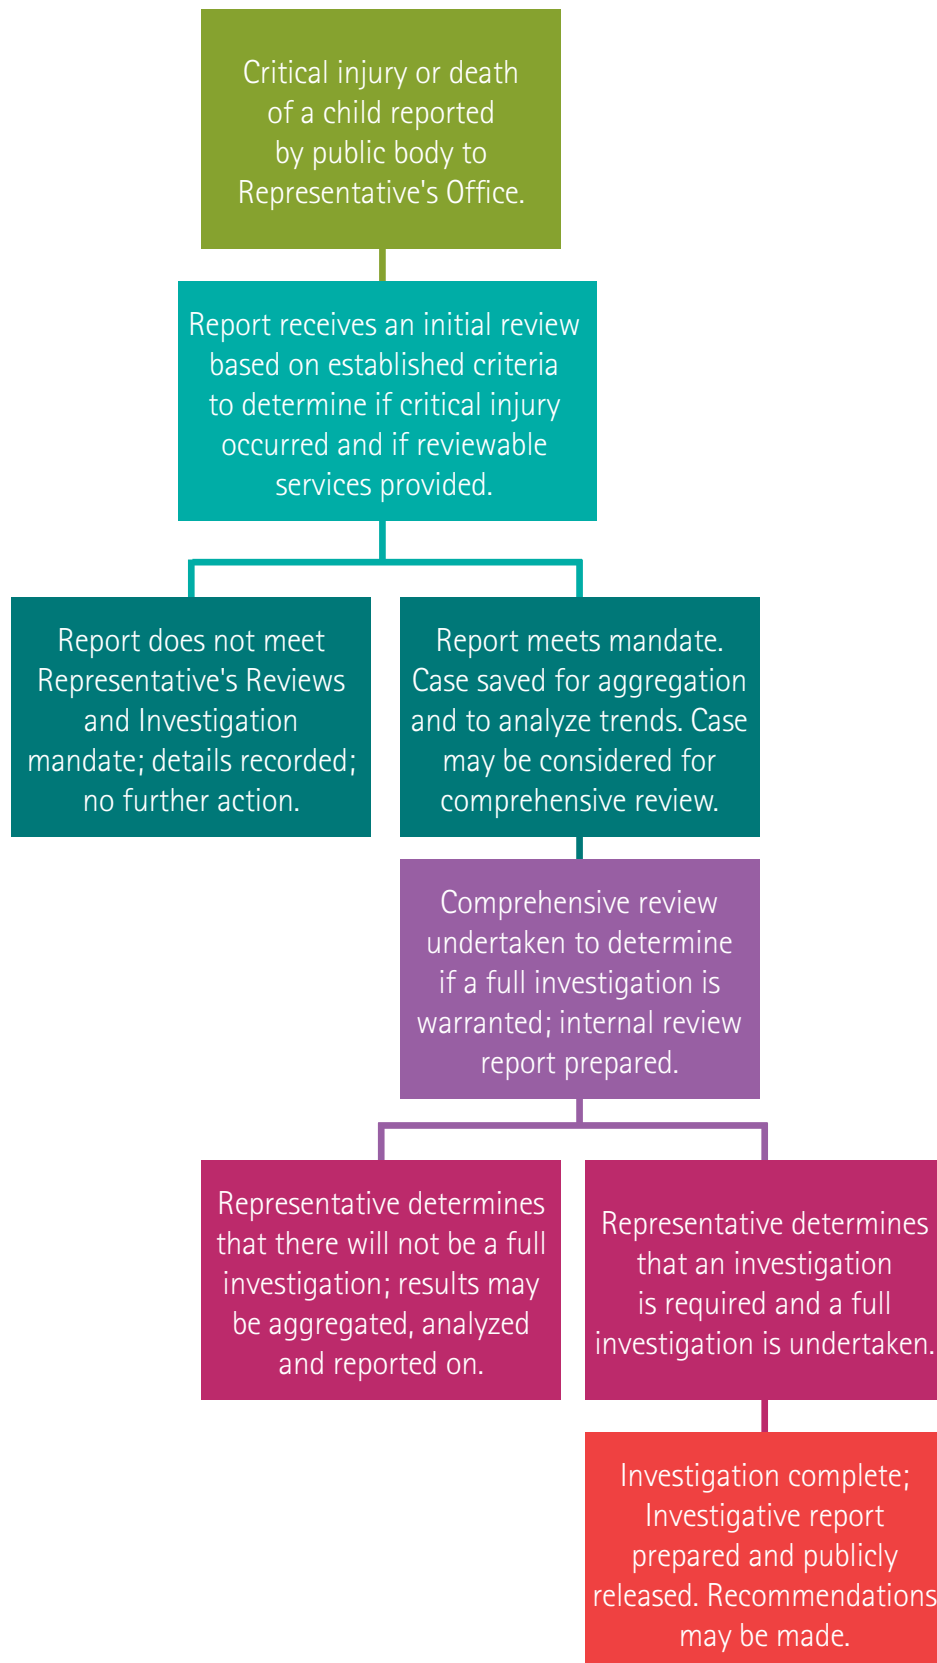 Critical injury or death
of a child reported
by public body to
Representative's Office.
Report receives an initial review
based on established criteria
to determine if critical injury
occurred and if reviewable
services provided.
Report does not meet
Representative's Reviews
and Investigation
mandate; details recorded;
no further action.
Report meets mandate.
Case saved for aggregation
and to analyze trends. Case
may be considered for
comprehensive review.
Comprehensive review
undertaken to determine
if a full investigation is
warranted; internal review
report prepared.
Representative determines
that there will not be a full
investigation; results may
be aggregated, analyzed
and reported on.
Representative determines
that an investigation
is required and a full
investigation is undertaken.
Investigation complete;
Investigative report
prepared and publicly
released. Recommendations
may be made.